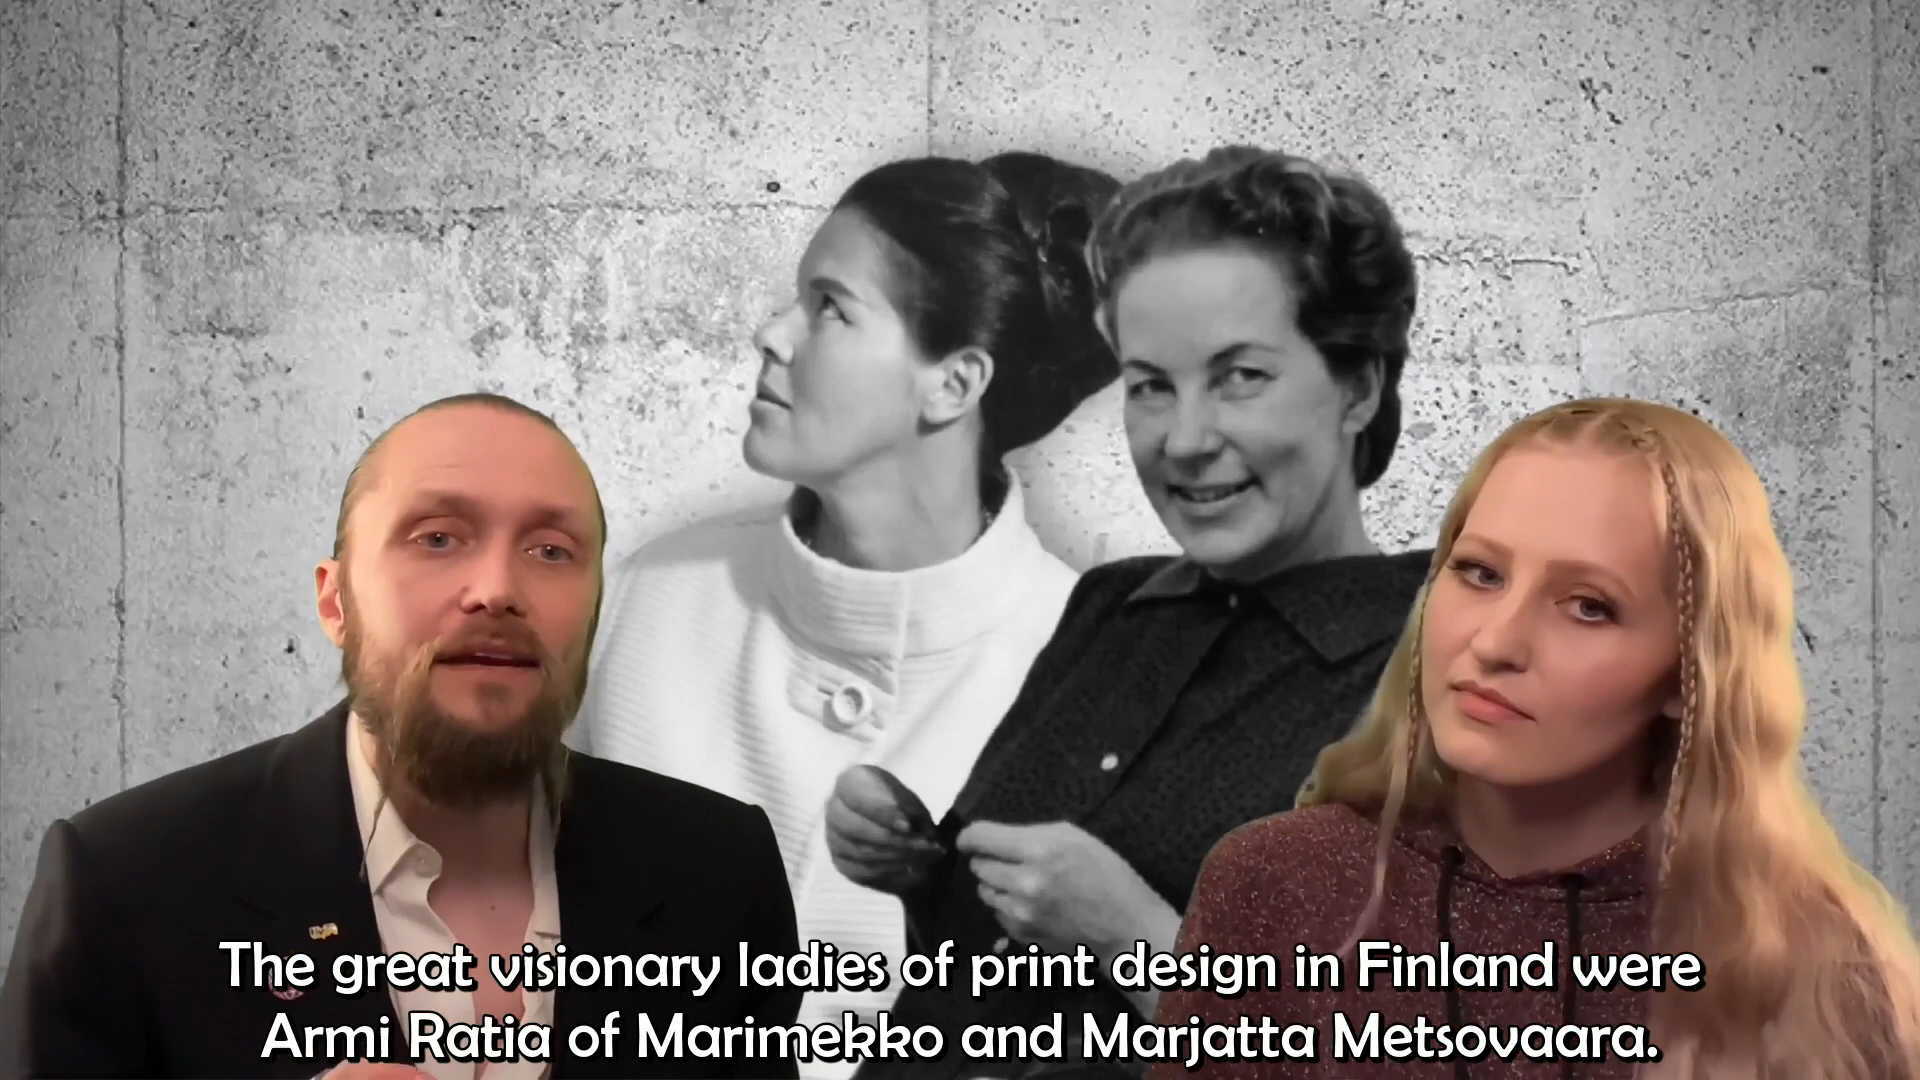 The great visionary ladies of print design in Finland were
Armi Ratia of Marimekko and Marjatta Metsovaara.